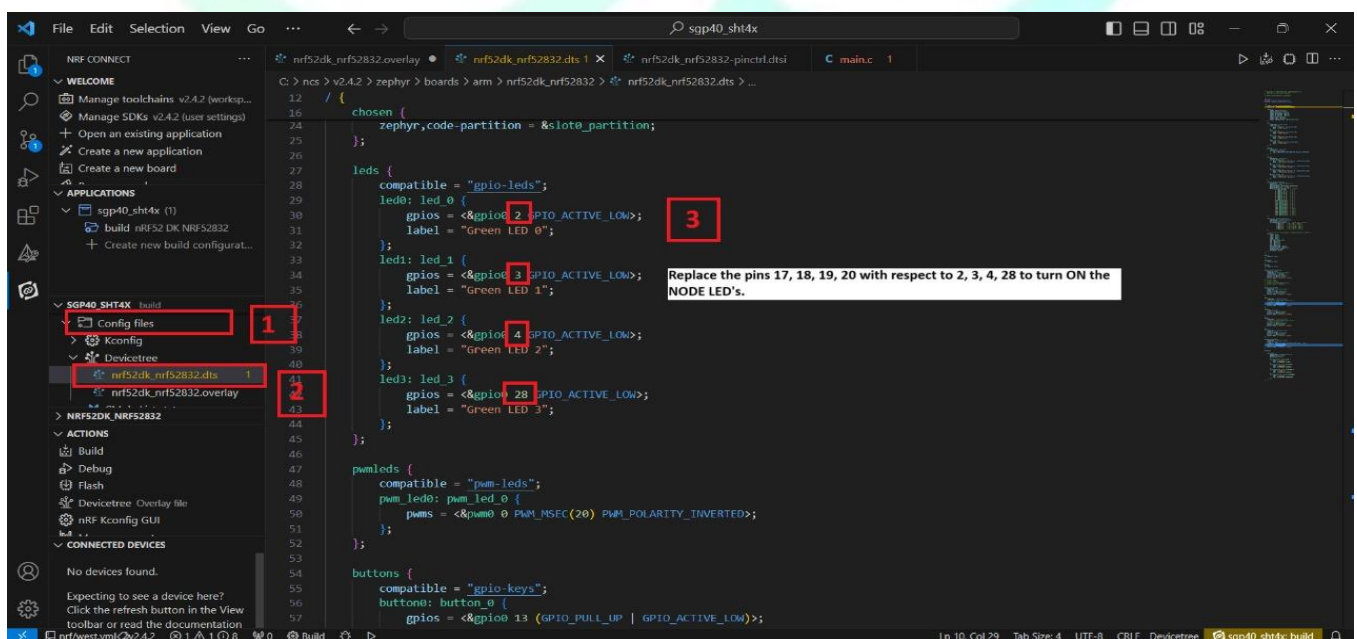 File Edit Selection View Go ... sgp40_sht4x
NRF CONNECT ...
nrf52dk_nrf52832.overlay nrf52dk_nrf52832.dts 1 nrf52dk_nrf52832-pinctrl.dtsi C main.c 1
C: > ncs > v2.4.2 > zephyr > boards > arm > nrf52dk_nrf52832 > nrf52dk_nrf52832.dts > ...
WELCOME
Manage toolchains v2.4.2 (worksp...
Manage SDKs v2.4.2 (user settings)
Open an existing application
Create a new application
Create a new board
APPLICATIONS
sgp40_sht4x (1)
build nRF52 DK NRF52832
Create new build configurat...
SGP40_SHT4X build
Config files
Kconfig
Devicetree
nrf52dk_nrf52832.dts 1
nrf52dk_nrf52832.overlay
NRF52DK_NRF52832
ACTIONS
Build
Debug
Flash
Devicetree Overlay file
nRF Kconfig GUI
CONNECTED DEVICES
No devices found.
Expecting to see a device here?
Click the refresh button in the View
toolbar or read the documentation
1
2
12 / {
16 chosen {
24 zephyr,code-partition = &slot0_partition;
25 };
26
27 leds {
28 compatible = "gpio-leds";
29 led0: led_0 {
30 gpios = <&gpio0 2 GPIO_ACTIVE_LOW>;
31 label = "Green LED 0";
32 };
33 led1: led_1 {
34 gpios = <&gpio0 3 GPIO_ACTIVE_LOW>;
35 label = "Green LED 1";
36 };
37 led2: led_2 {
38 gpios = <&gpio0 4 GPIO_ACTIVE_LOW>;
39 label = "Green LED 2";
40 };
41 led3: led_3 {
gpios = <&gpio0 28 GPIO_ACTIVE_LOW>;
43 label = "Green LED 3";
44 };
45 };
46
47 pwmleds {
48 compatible = "pwm-leds";
49 pwm_led0: pwm_led_0 {
50 pwms = <&pwm0 0 PWM_MSEC(20) PWM_POLARITY_INVERTED>;
51 };
52 };
53
54 buttons {
55 compatible = "gpio-keys";
56 button0: button_0 {
57 gpios = <&gpio0 13 (GPIO_PULL_UP | GPIO_ACTIVE_LOW)>;
3
Replace the pins 17, 18, 19, 20 with respect to 2, 3, 4, 28 to turn ON the
NODE LED's.
nrf/west.yml v2.4.2 1 1 8 0 Build Ln 10, Col 29 Tab Size: 4 UTF-8 CRLF Devicetree sgp40_sht4x: build